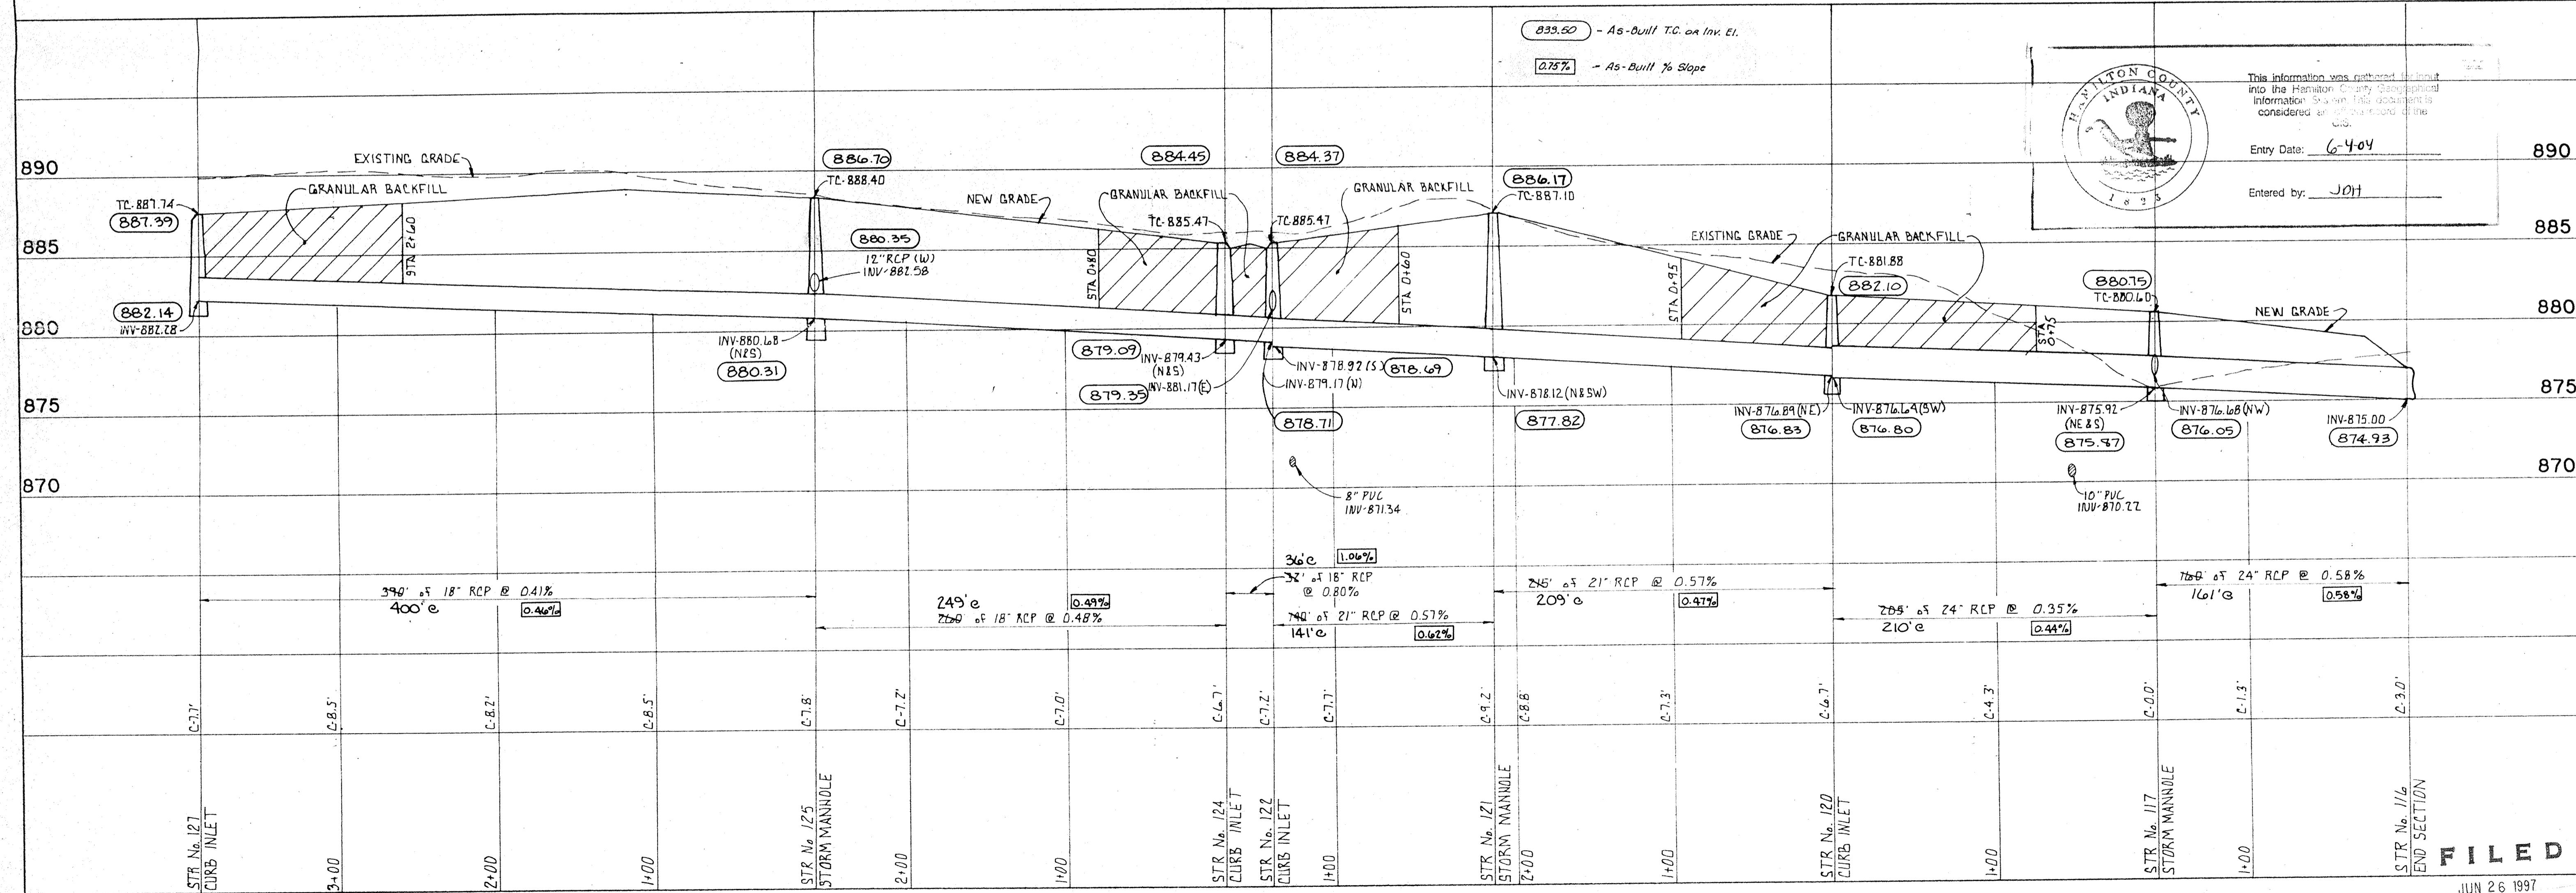 839.50 - As-Built T.C. or Inv. El.
0.75% - As-Built % Slope
HAMILTON COUNTY
INDIANA
1823
This information was gathered for input
into the Hamilton County Geographical
Information System. This document is
considered an official record of the
Entry Date: 6-4-04
Entered by: JDH
890
885
880
875
870
890
885
880
875
870
EXISTING GRADE
GRANULAR BACKFILL
TC-887.74
887.39
STA 2+60
882.14
INV-882.28
886.70
TC-888.40
880.35
12" RCP (W)
INV-882.58
INV-880.68
(N&S)
880.31
NEW GRADE
884.45
GRANULAR BACKFILL
TC-885.47
STA 0+80
884.37
TC-885.47
GRANULAR BACKFILL
STA 0+60
879.09
INV-879.43
(N&S)
879.35
INV-881.17(E)
INV-878.92(S)
878.69
INV-879.17(N)
878.71
8" PVC
INV-871.34
886.17
TC-887.10
INV-878.12(N&SW)
877.82
EXISTING GRADE
GRANULAR BACKFILL
STA 0+95
TC-881.88
882.10
INV-876.89(NE)
876.83
INV-876.64(SW)
876.80
STA 0+75
880.75
TC-880.60
NEW GRADE
INV-875.92
(NE&S)
875.87
INV-876.68(NW)
876.05
10" PVC
INV-870.22
INV-875.00
874.93
390' of 18" RCP @ 0.41%
400'@ 0.46%
249'@ 0.49%
260' of 18" RCP @ 0.48%
36'@ 1.06%
32' of 18" RCP
@ 0.80%
140' of 21" RCP @ 0.57%
141'@ 0.62%
215' of 21" RCP @ 0.57%
209'@ 0.47%
205' of 24" RCP @ 0.35%
210'@ 0.44%
160' of 24" RCP @ 0.58%
161'@ 0.58%
C-7.7'
C-8.5'
C-8.2'
C-8.5'
C-7.8'
C-7.2'
C-7.0'
C-6.7'
C-7.2'
C-7.7'
C-9.2'
C-8.8'
C-7.3'
C-6.7'
C-4.3'
C-0.0'
C-1.3'
C-3.0'
STR No. 127
CURB INLET
3+00
2+00
1+00
STR No 125
STORM MANHOLE
2+00
1+00
STR No. 124
CURB INLET
STR No. 122
CURB INLET
1+00
STR No. 121
STORM MANHOLE
2+00
1+00
STR No. 120
CURB INLET
1+00
STR No. 117
STORM MANHOLE
1+00
STR No. 116
END SECTION
FILED
JUN 26 1997